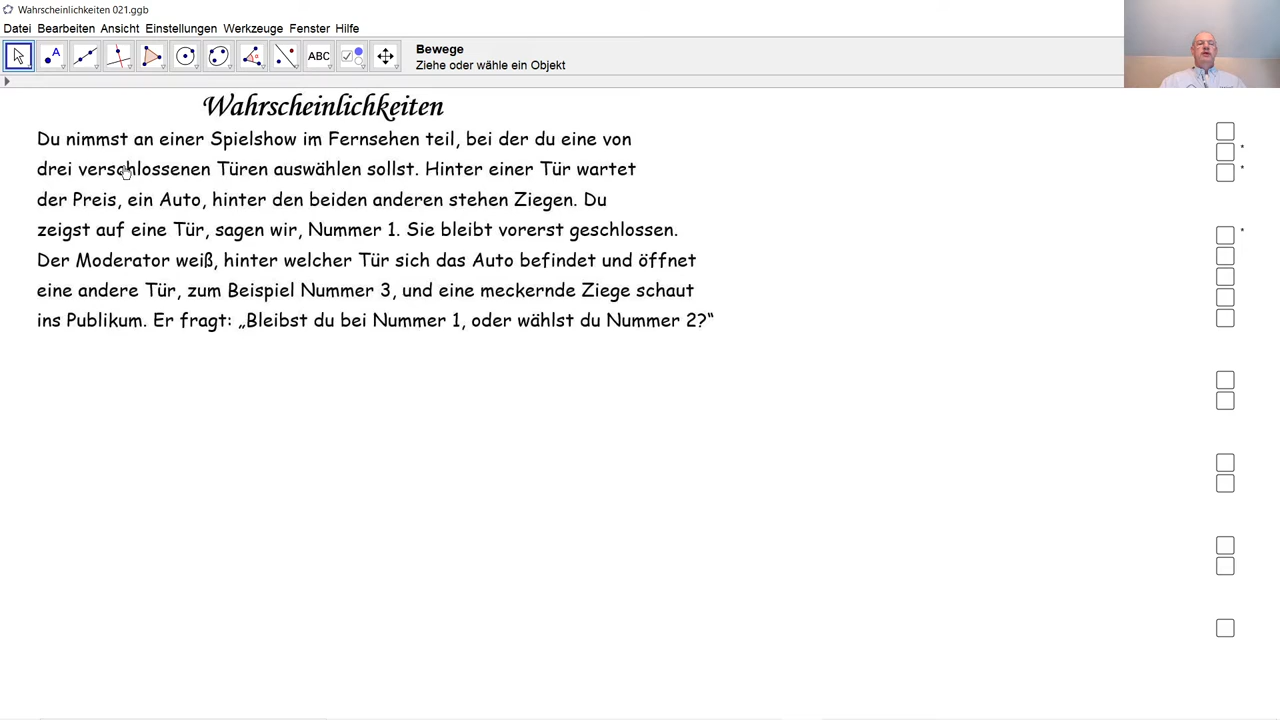 Wahrscheinlichkeiten 021.ggb
Datei Bearbeiten Ansicht Einstellungen Werkzeuge Fenster Hilfe
A
ABC
Bewege
Ziehe oder wähle ein Objekt
Wahrscheinlichkeiten
Du nimmst an einer Spielshow im Fernsehen teil, bei der du eine von
drei verschlossenen Türen auswählen sollst. Hinter einer Tür wartet
der Preis, ein Auto, hinter den beiden anderen stehen Ziegen. Du
zeigst auf eine Tür, sagen wir, Nummer 1. Sie bleibt vorerst geschlossen.
Der Moderator weiß, hinter welcher Tür sich das Auto befindet und öffnet
eine andere Tür, zum Beispiel Nummer 3, und eine meckernde Ziege schaut
ins Publikum. Er fragt: „Bleibst du bei Nummer 1, oder wählst du Nummer 2?“
*
*
*